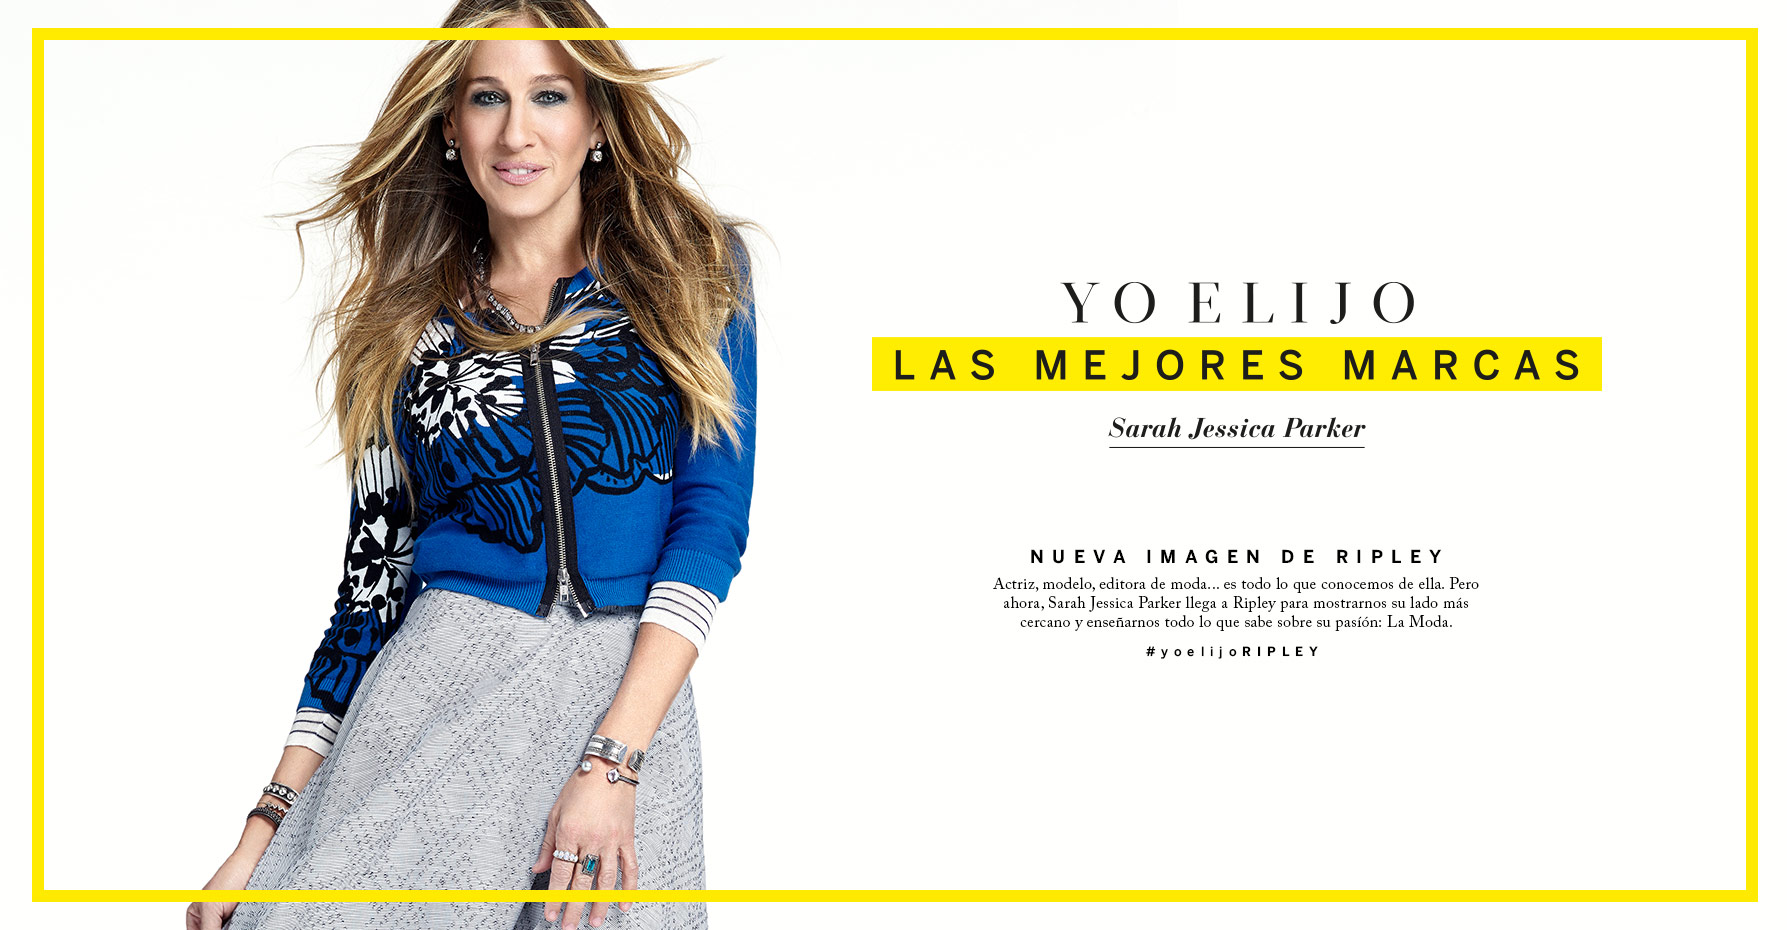 YO ELIJO
LAS MEJORES MARCAS
Sarah Jessica Parker
NUEVA IMAGEN DE RIPLEY
Actriz, modelo, editora de moda... es todo lo que conocemos de ella. Pero
ahora, Sarah Jessica Parker llega a Ripley para mostrarnos su lado más
cercano y enseñarnos todo lo que sabe sobre su pasíón: La Moda.
#yoelijoRIPLEY